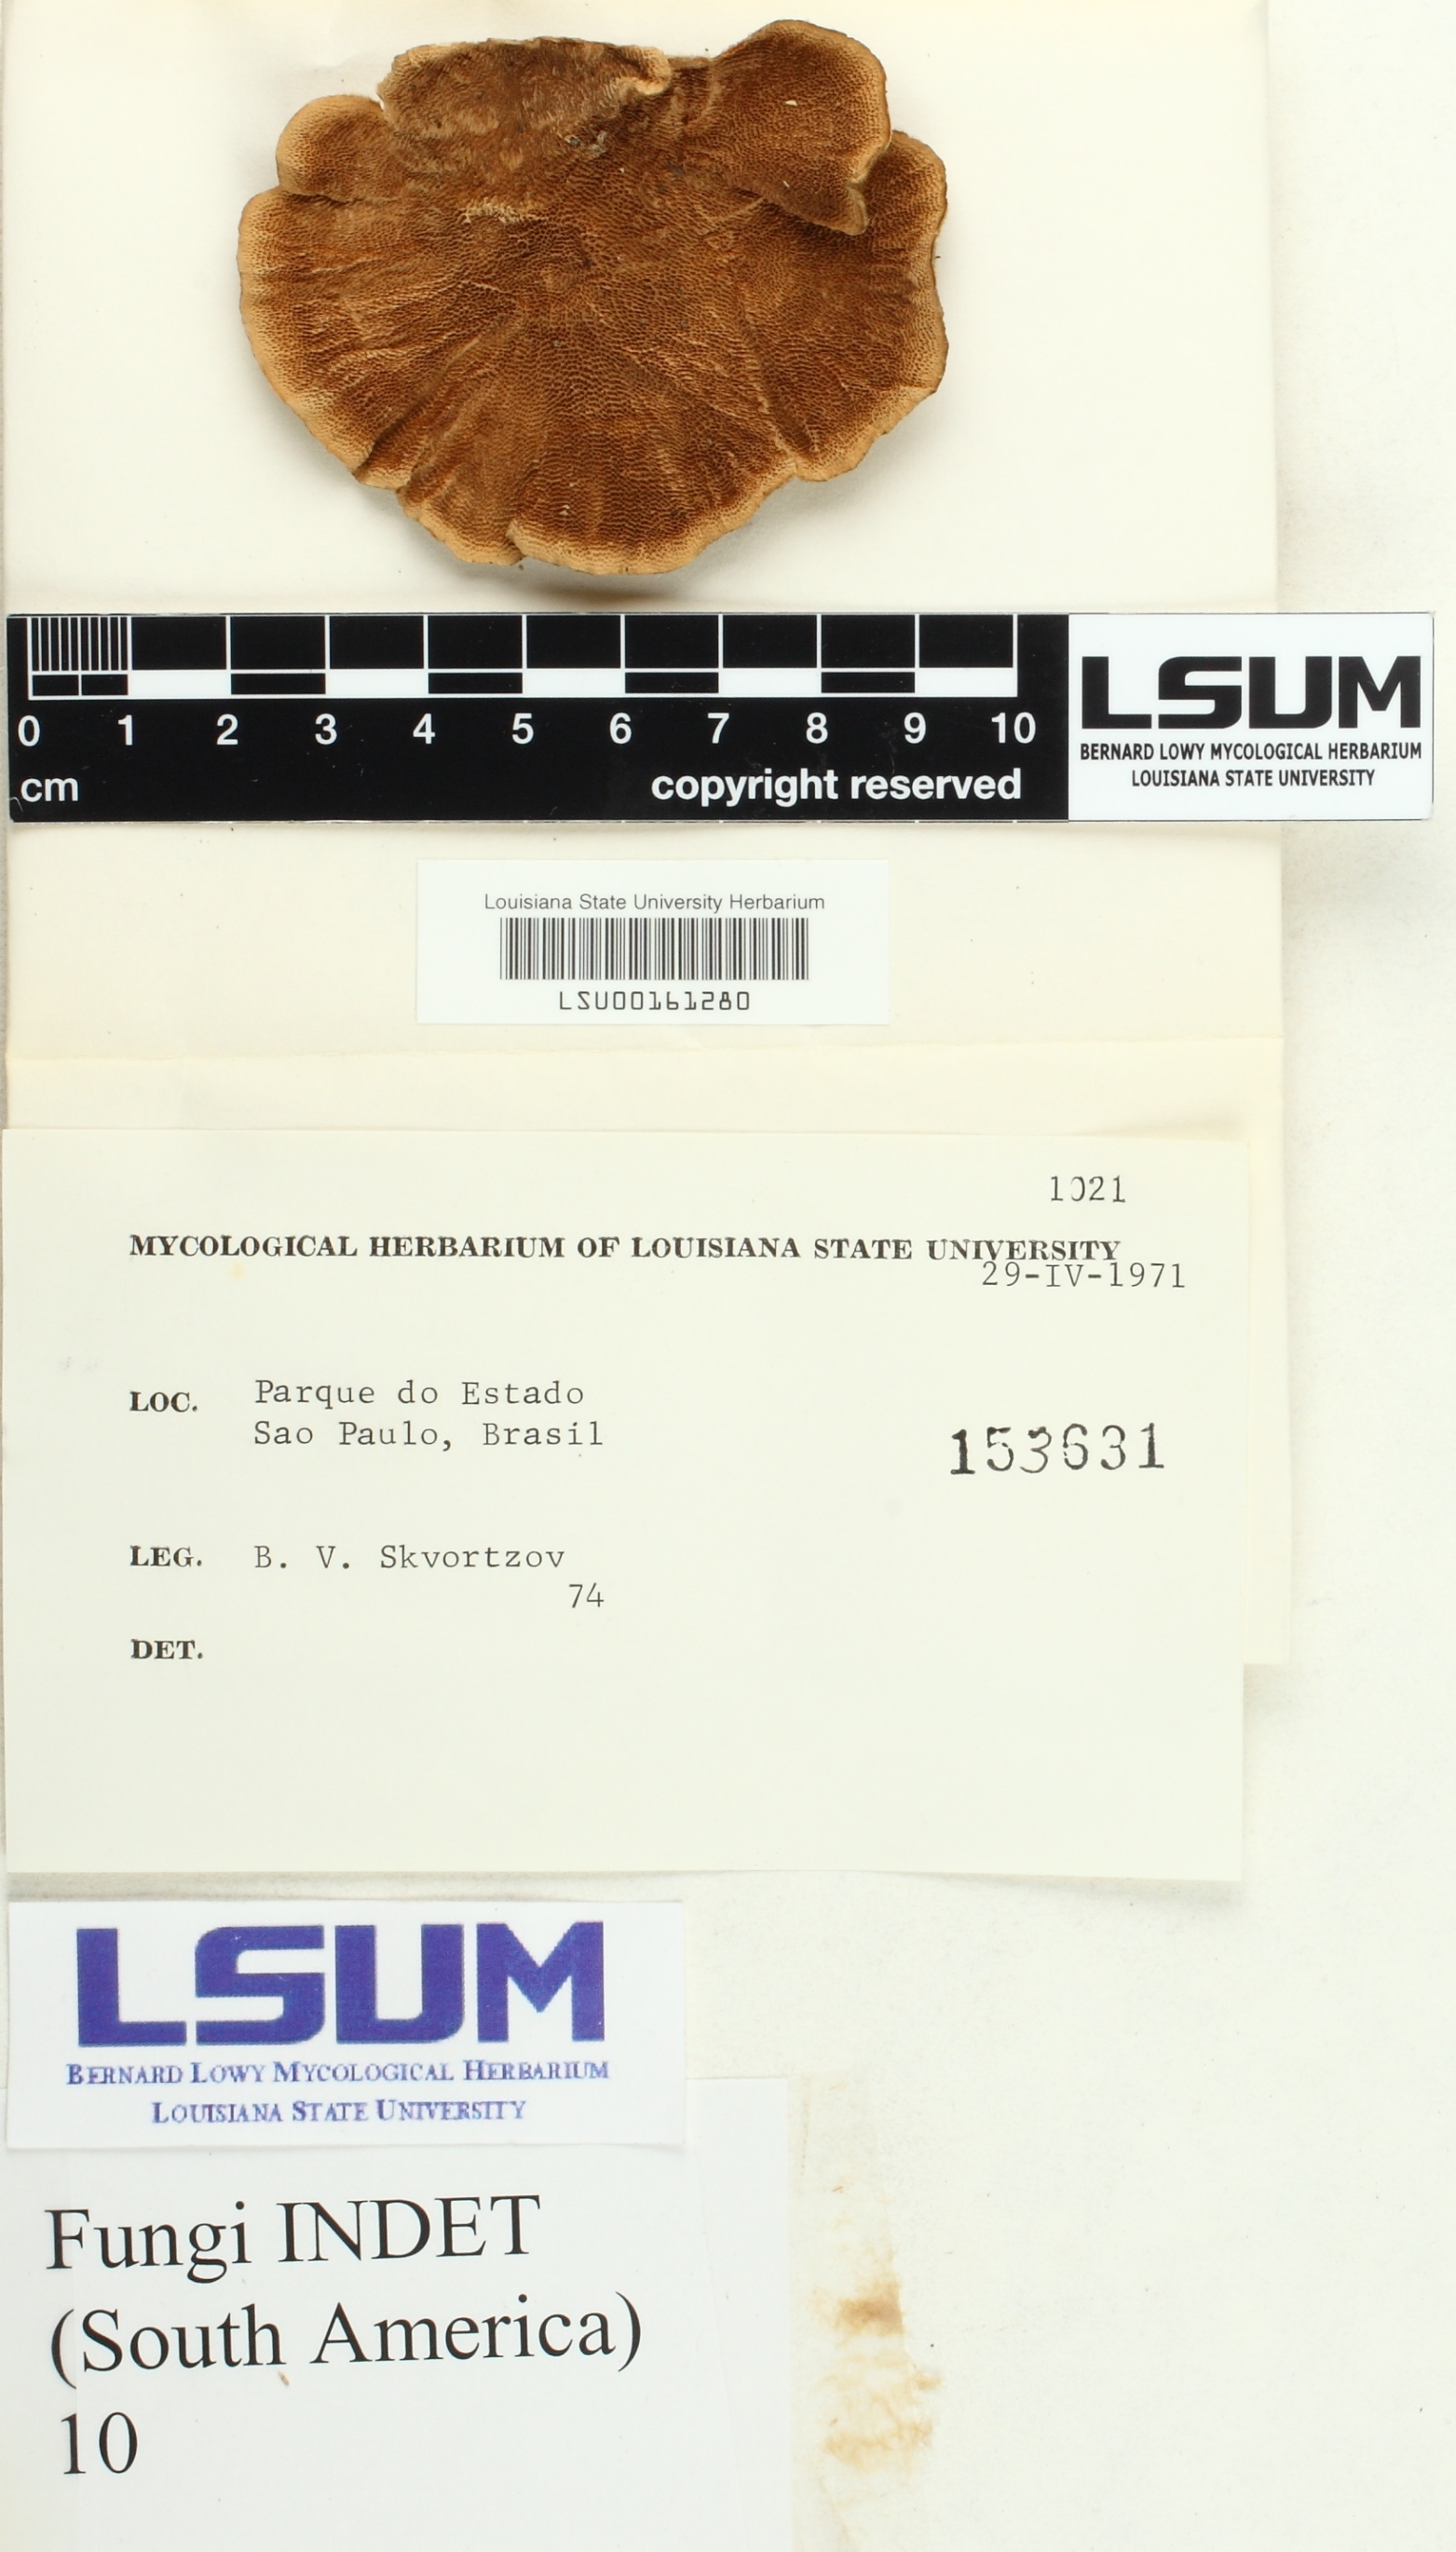 0 1 2 3 4 5 6 7 8 9 10
cm copyright reserved
LSUM
BERNARD LOWY MYCOLOGICAL HERBARIUM
LOUISIANA STATE UNIVERSITY
Louisiana State University Herbarium
LSU00161280
1021
MYCOLOGICAL HERBARIUM OF LOUISIANA STATE UNIVERSITY
29-IV-1971
LOC. Parque do Estado
Sao Paulo, Brasil
153631
LEG. B. V. Skvortzov
74
DET.
LSUM
BERNARD LOWY MYCOLOGICAL HERBARIUM
LOUISIANA STATE UNIVERSITY
Fungi INDET
(South America)
10